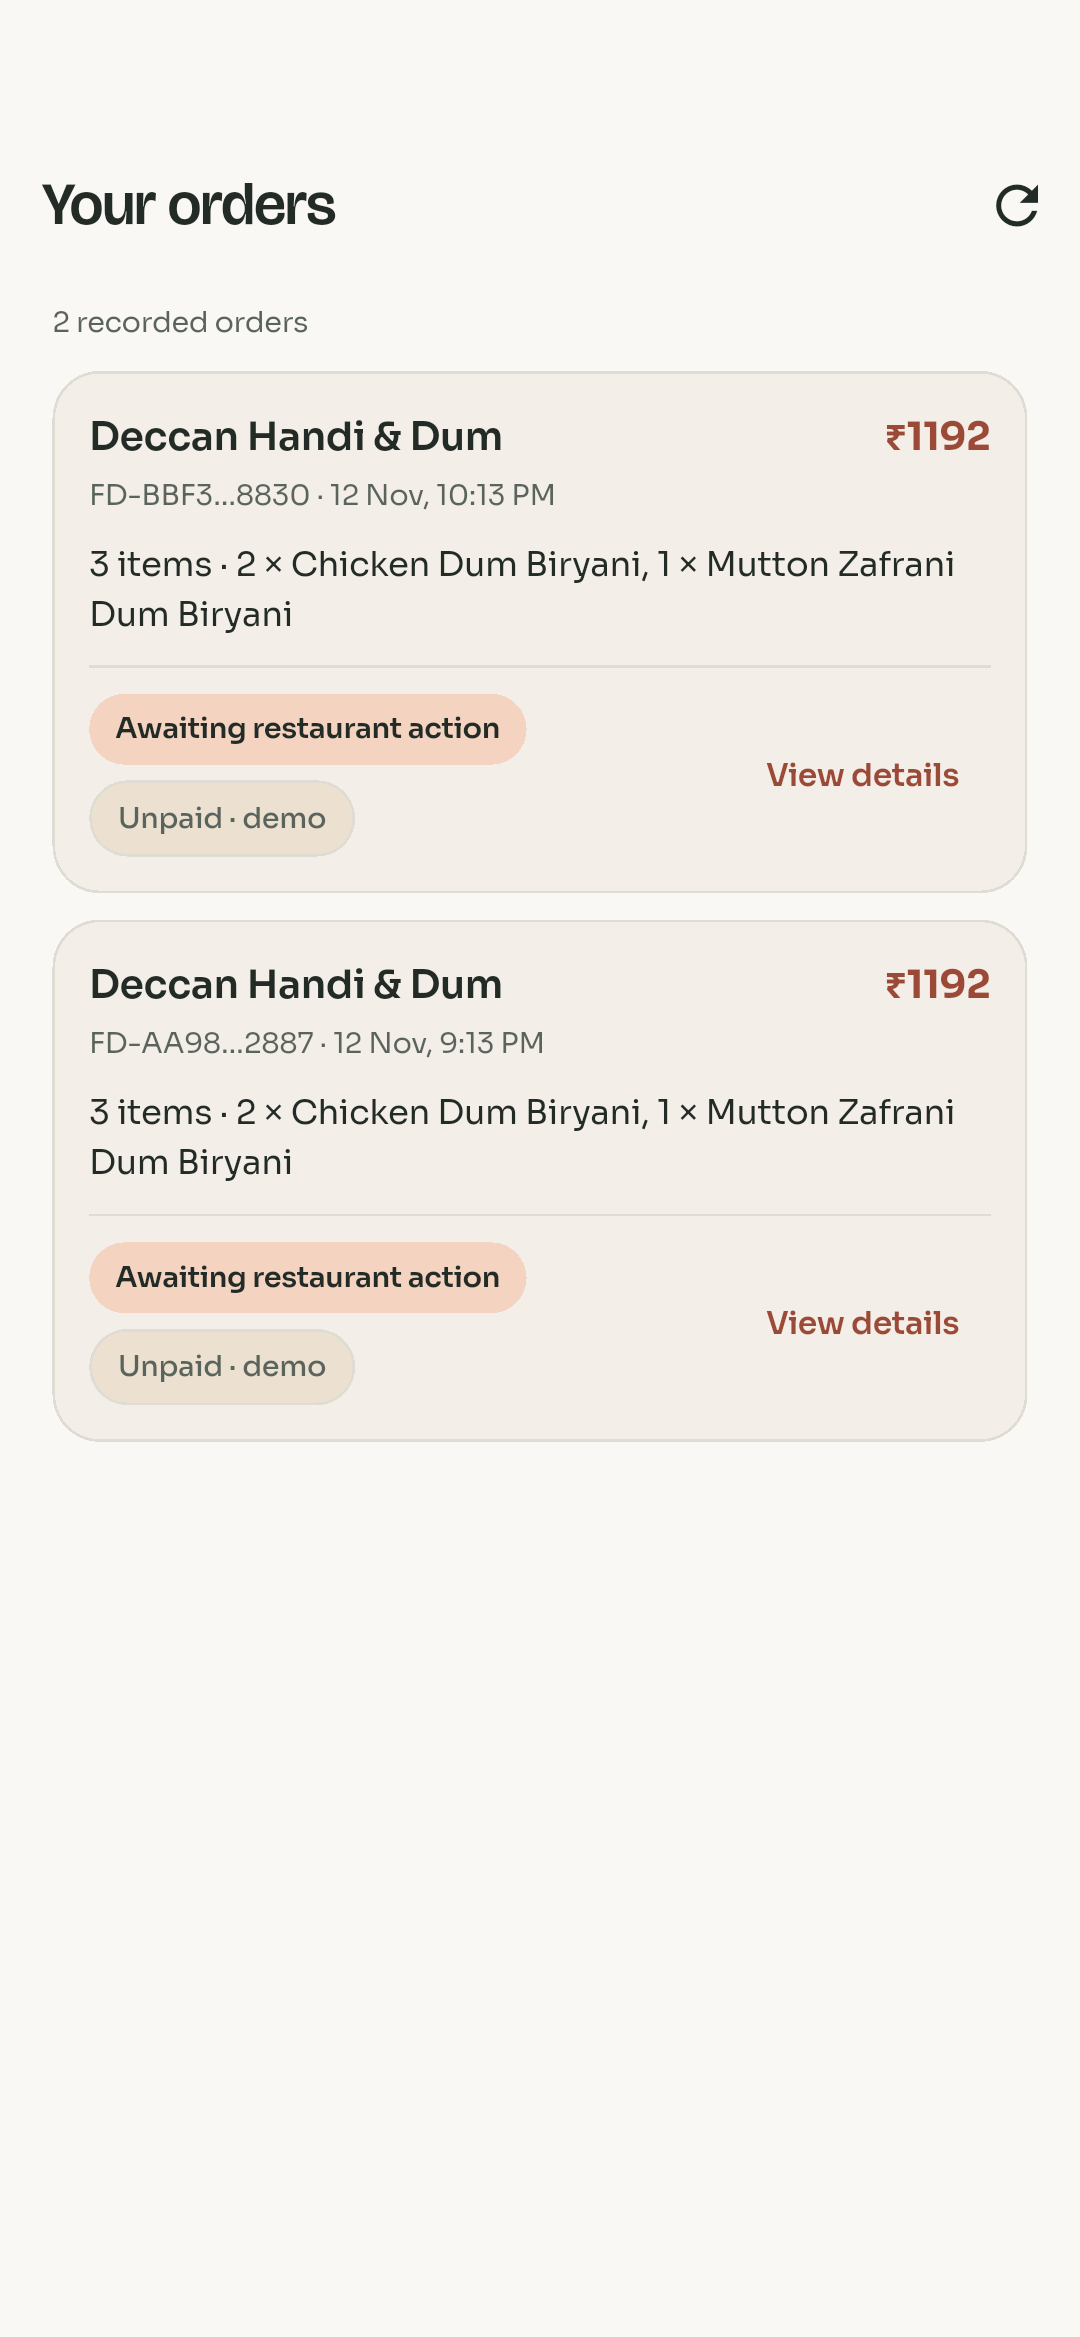 Your orders
2 recorded orders
Deccan Handi & Dum ₹1192
FD-BBF3...8830 · 12 Nov, 10:13 PM
3 items · 2 × Chicken Dum Biryani, 1 × Mutton Zafrani
Dum Biryani
Awaiting restaurant action
View details
Unpaid · demo
Deccan Handi & Dum ₹1192
FD-AA98...2887 · 12 Nov, 9:13 PM
3 items · 2 × Chicken Dum Biryani, 1 × Mutton Zafrani
Dum Biryani
Awaiting restaurant action
View details
Unpaid · demo